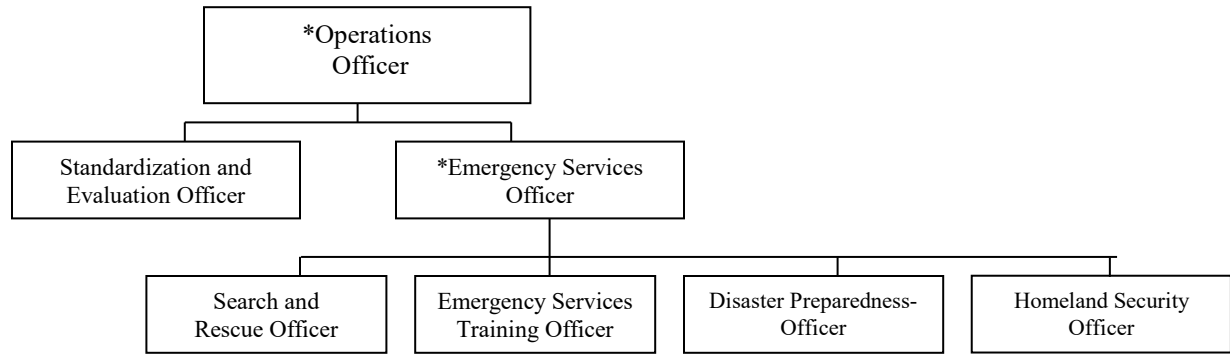 *Operations
Officer
Standardization and
Evaluation Officer
*Emergency Services
Officer
Search and
Rescue Officer
Emergency Services
Training Officer
Disaster Preparedness-
Officer
Homeland Security
Officer